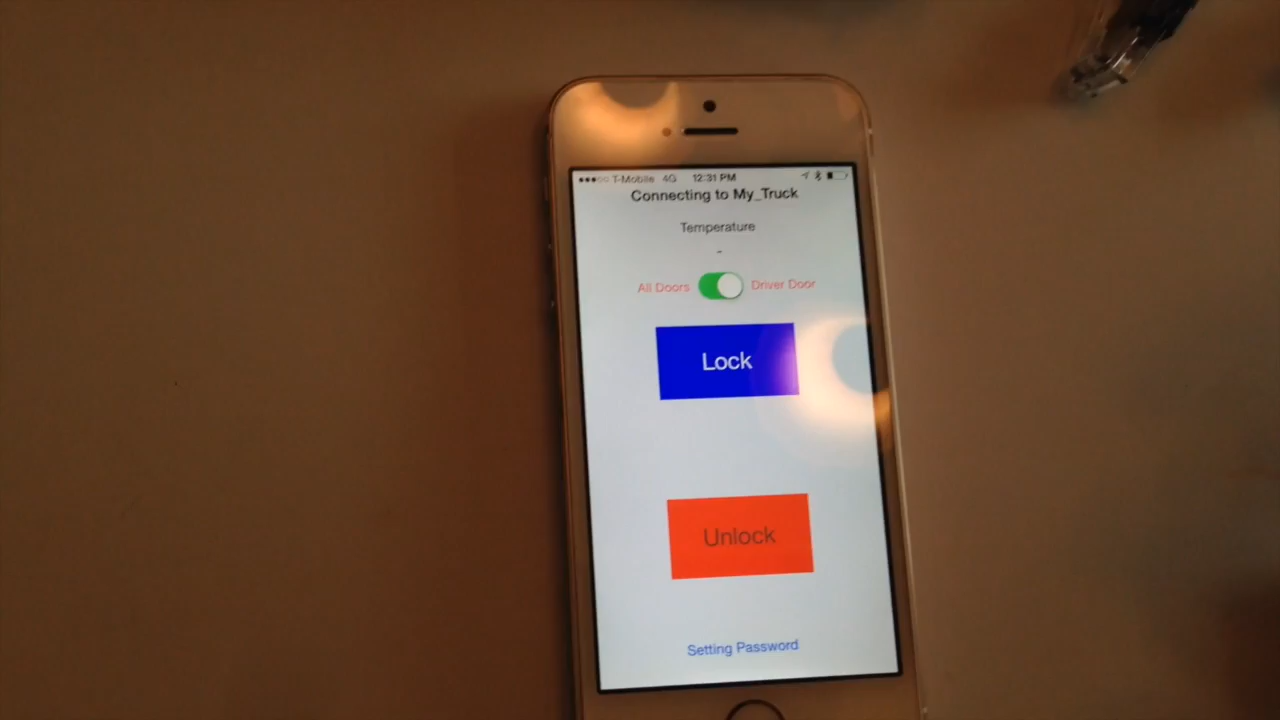 T-Mobile 4G 12:31 PM
Connecting to My_Truck
Temperature
-
All Doors Driver Door
Lock
Unlock
Setting Password